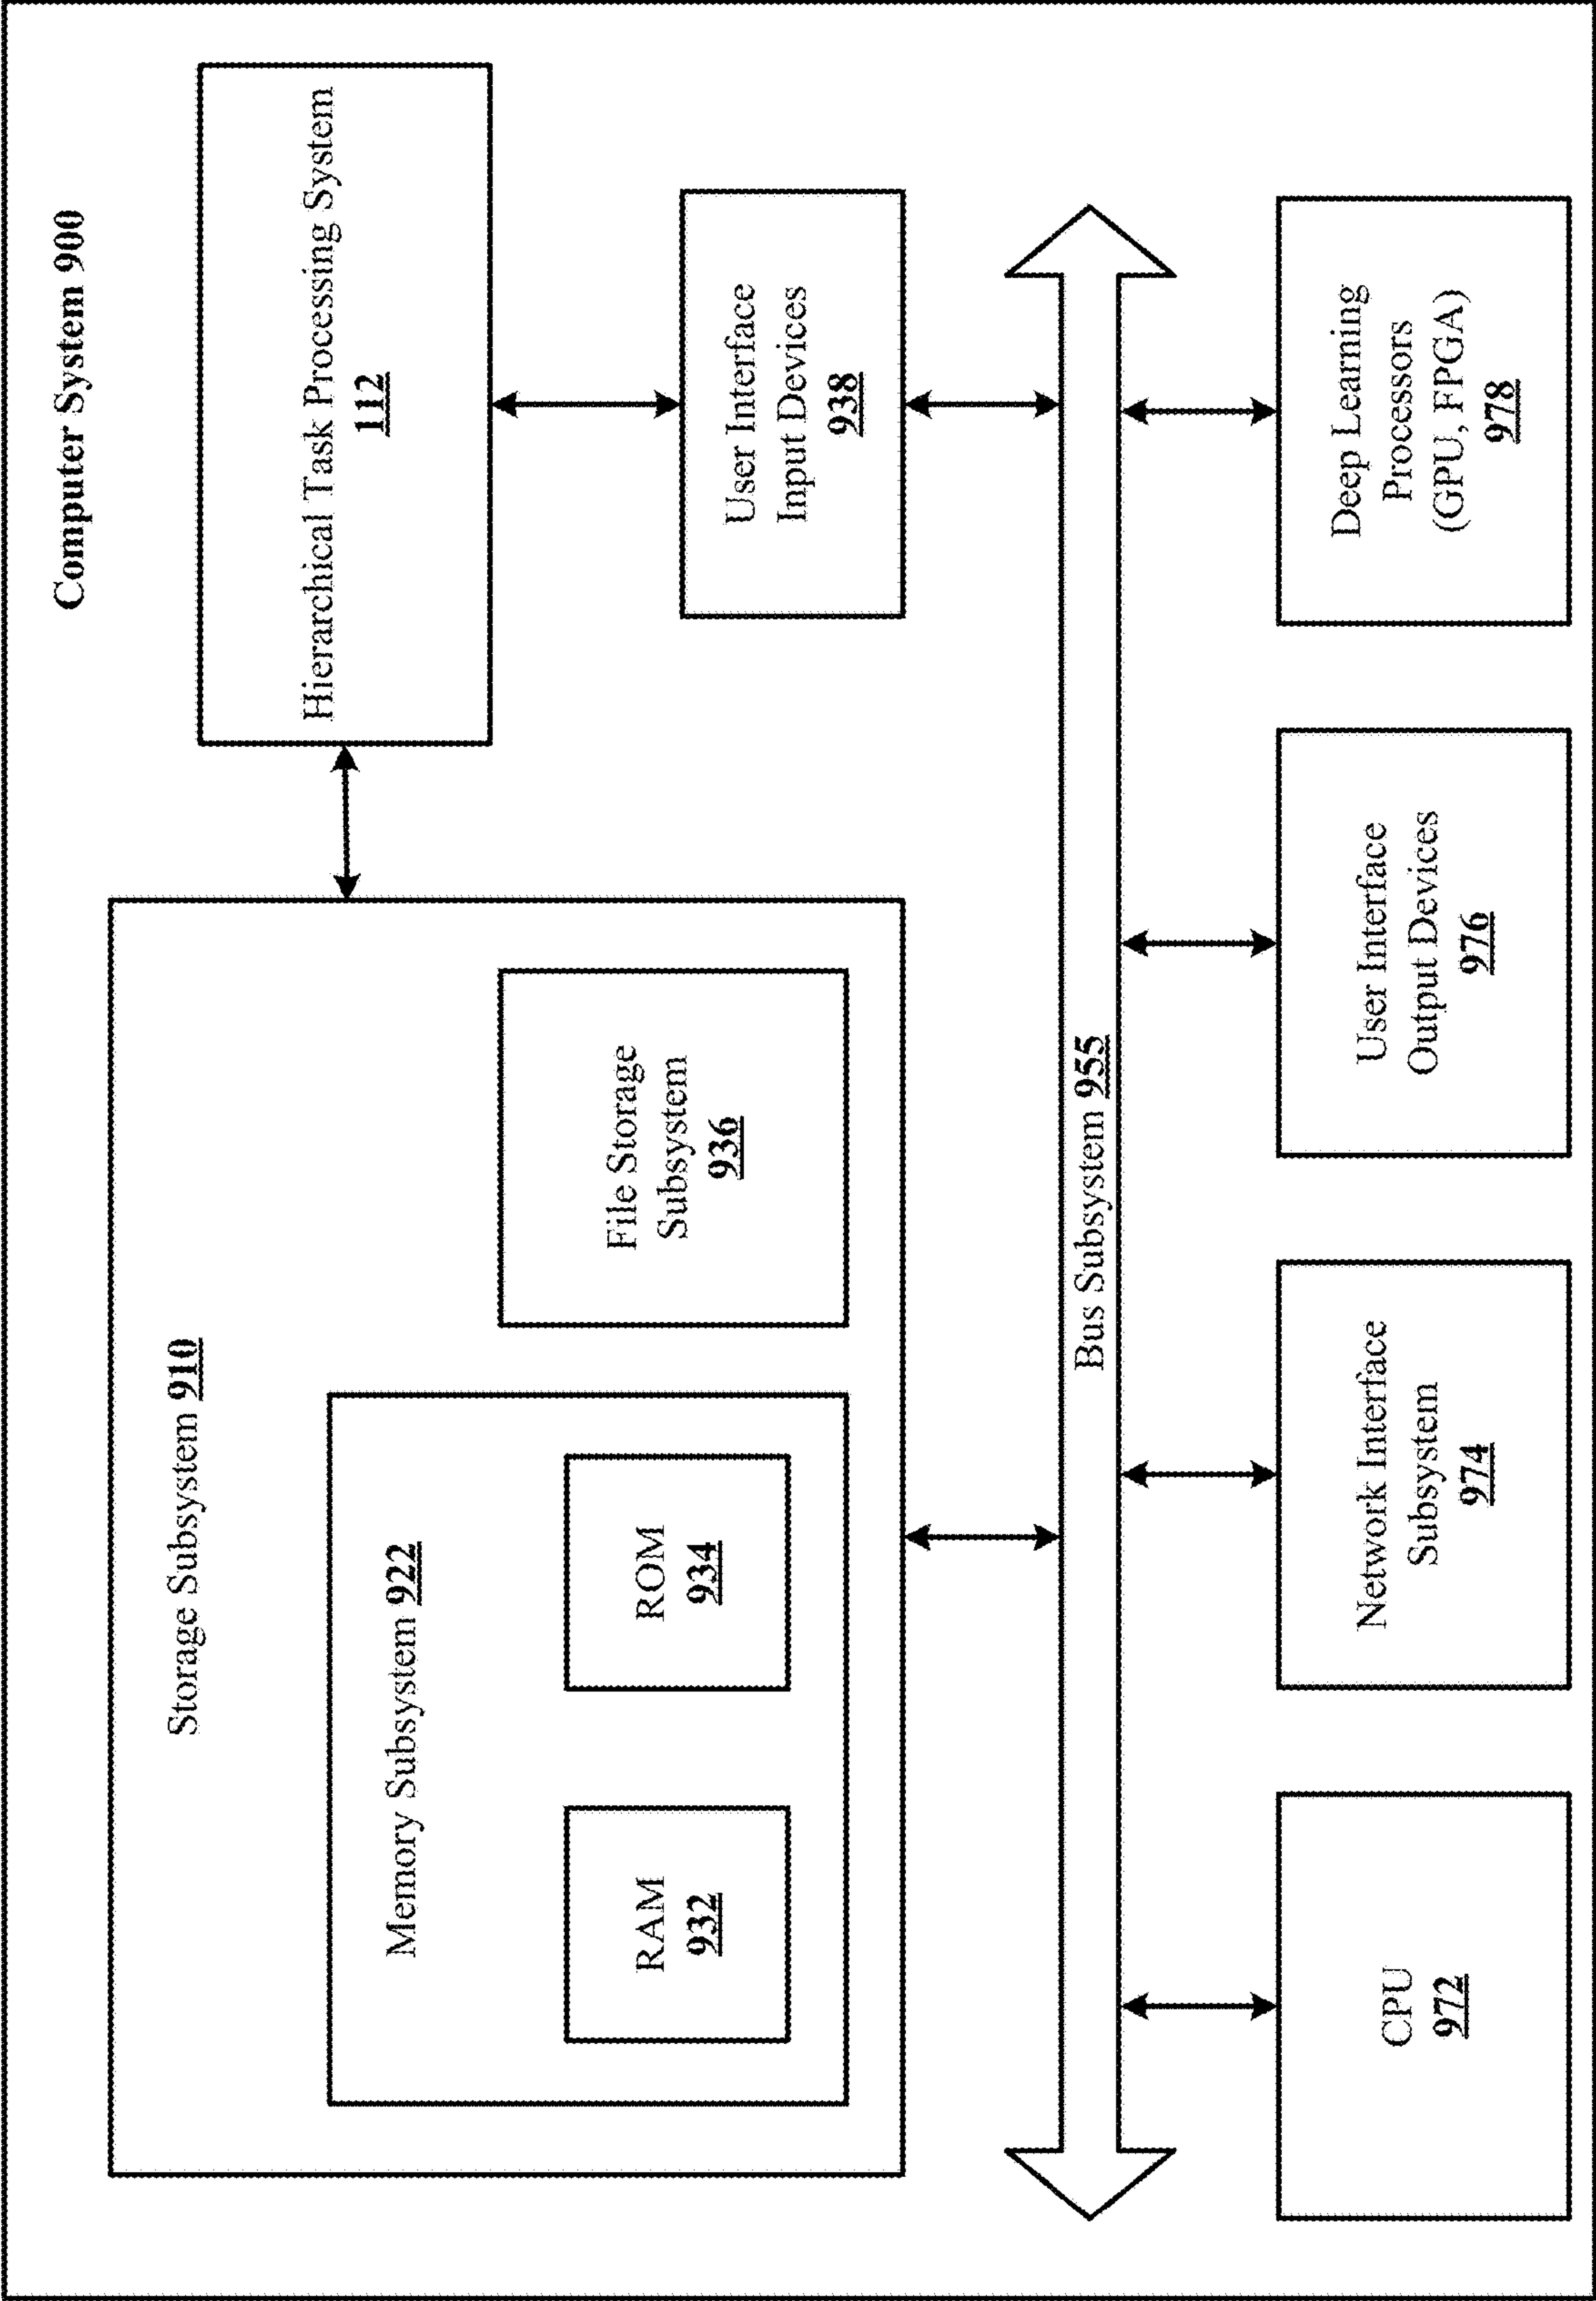 Computer System 900
Storage Subsystem 910
Hierarchical Task Processing System
112
Memory Subsystem 922
RAM
932
ROM
934
File Storage
Subsystem
936
User Interface
Input Devices
938
Bus Subsystem 955
CPU
972
Network Interface
Subsystem
974
User Interface
Output Devices
976
Deep Learning
Processors
(GPU, FPGA)
978